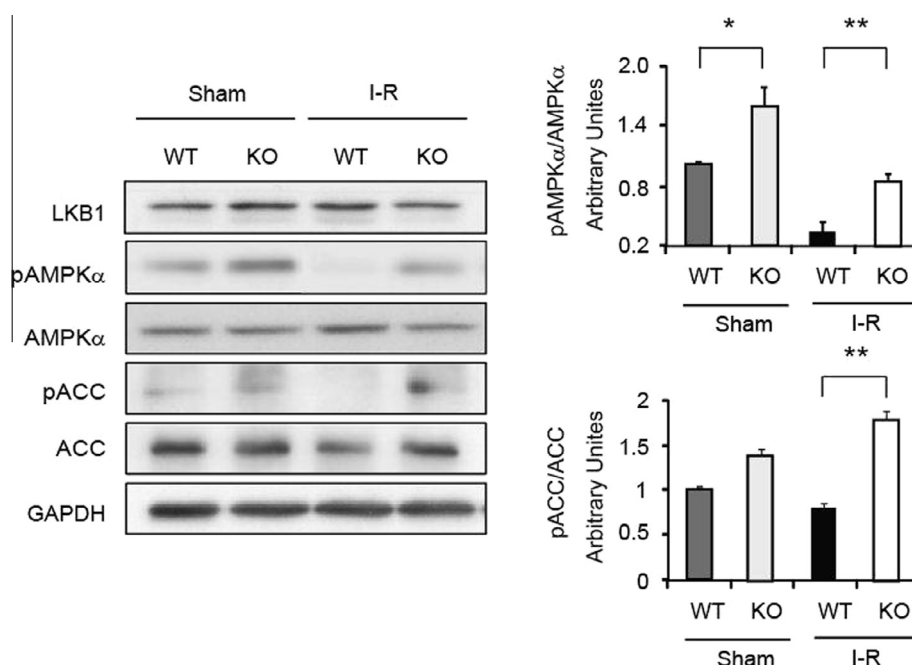 Sham I-R
WT KO WT KO
LKB1
pAMPKα
AMPKα
pACC
ACC
GAPDH
* **
pAMPKα/AMPKα
Arbitrary Unites
2.0
1.4
0.8
0.2
WT KO WT KO
Sham I-R
**
pACC/ACC
Arbitrary Unites
2
1.5
1
0.5
0
WT KO WT KO
Sham I-R